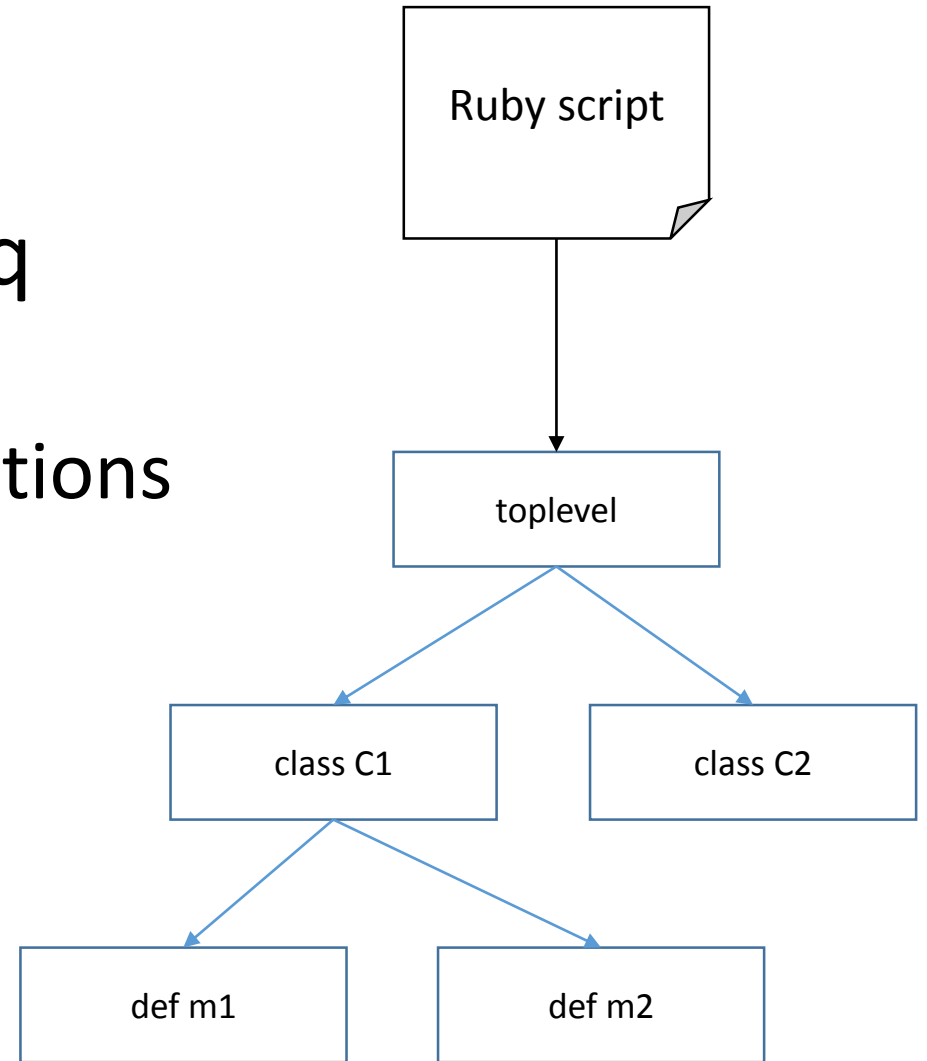 Ruby script
q
tions
toplevel
class C1
class C2
def m1
def m2